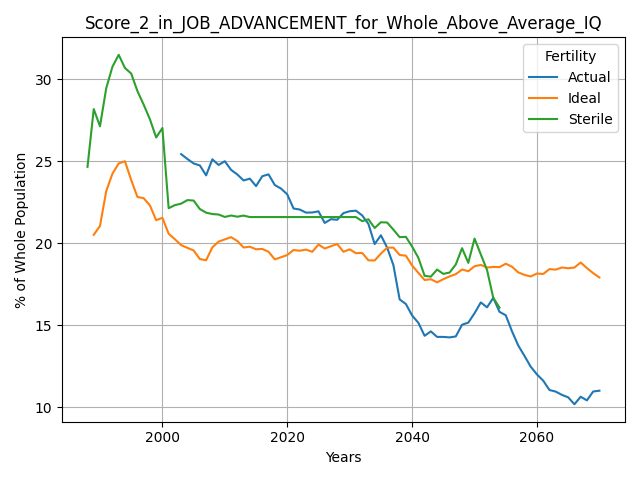 Score_2_in_JOB_ADVANCEMENT_for_Whole_Above_Average_IQ
Fertility
Actual
Ideal
Sterile
% of Whole Population
30
25
20
15
10
2000 2020 2040 2060
Years